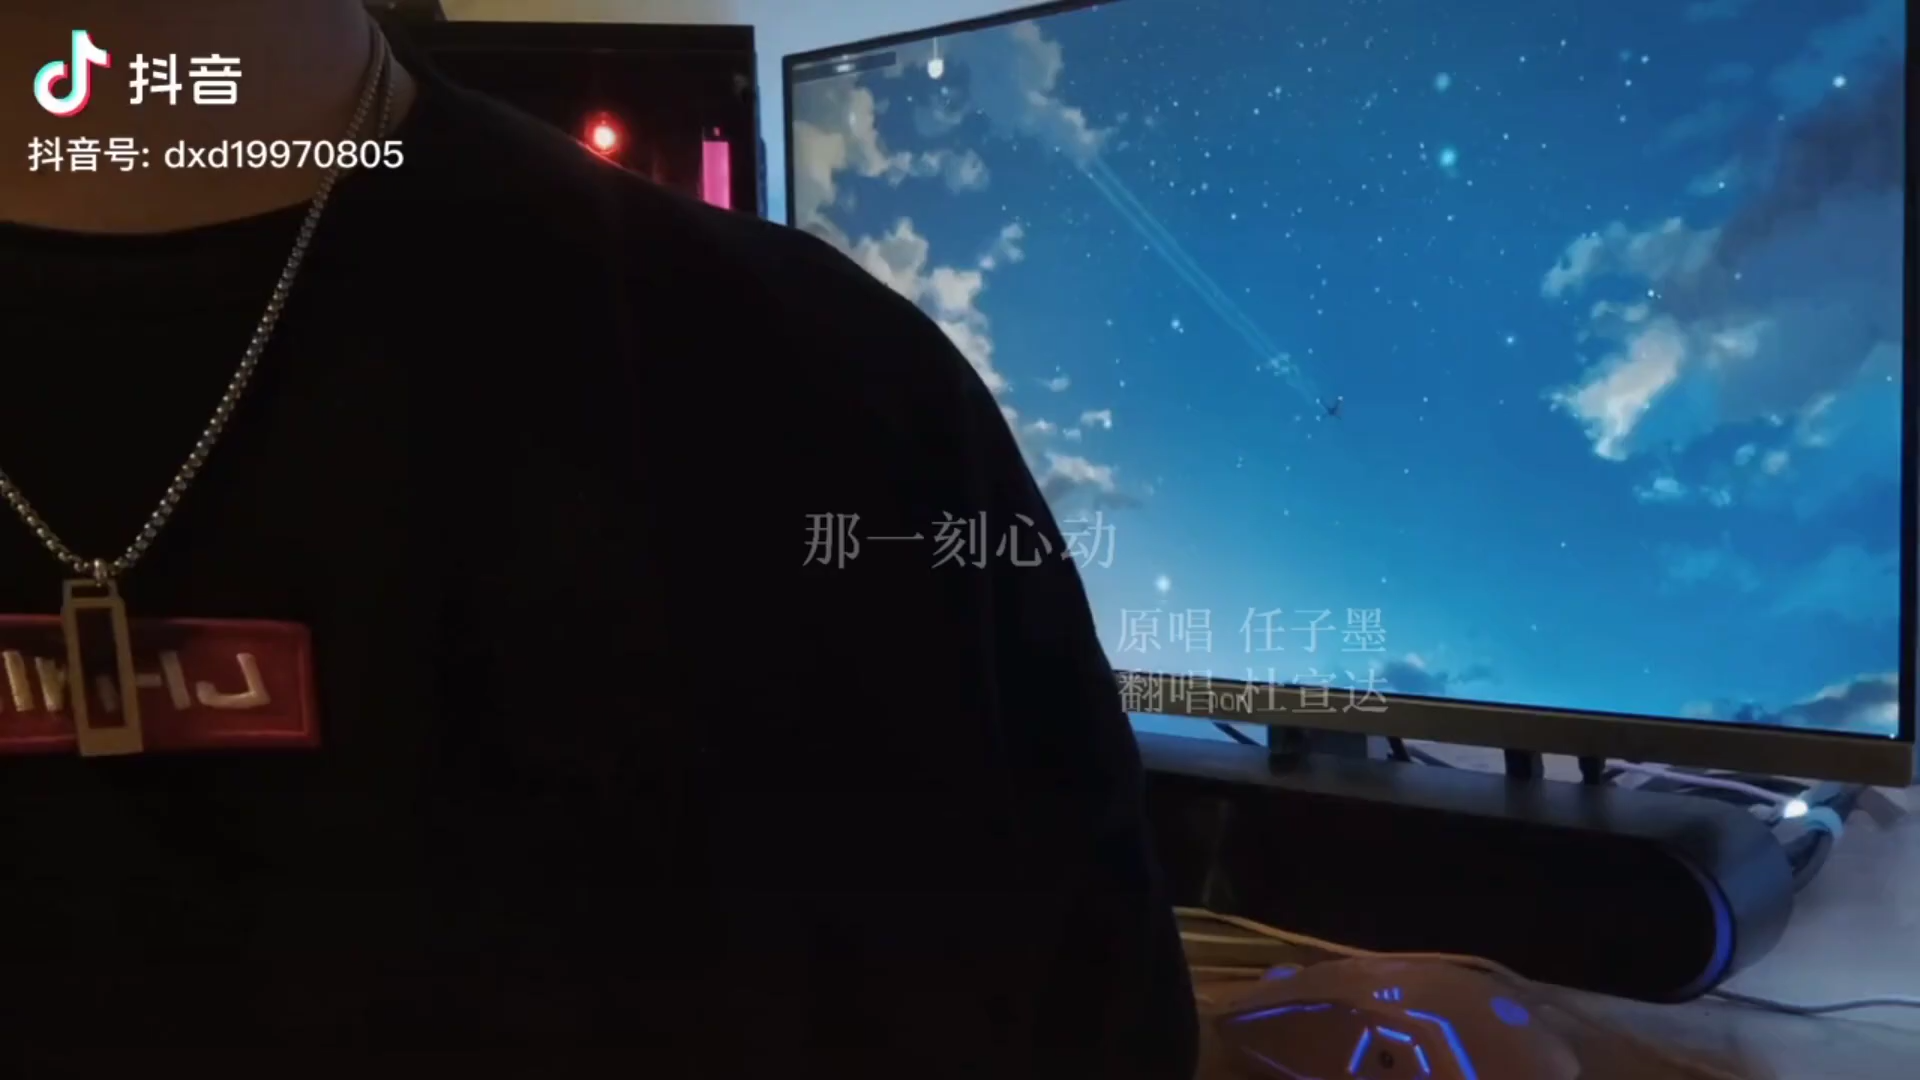 抖音
抖音号: dxd19970805
那一刻心动
原唱 任子墨
翻唱 杜宣达